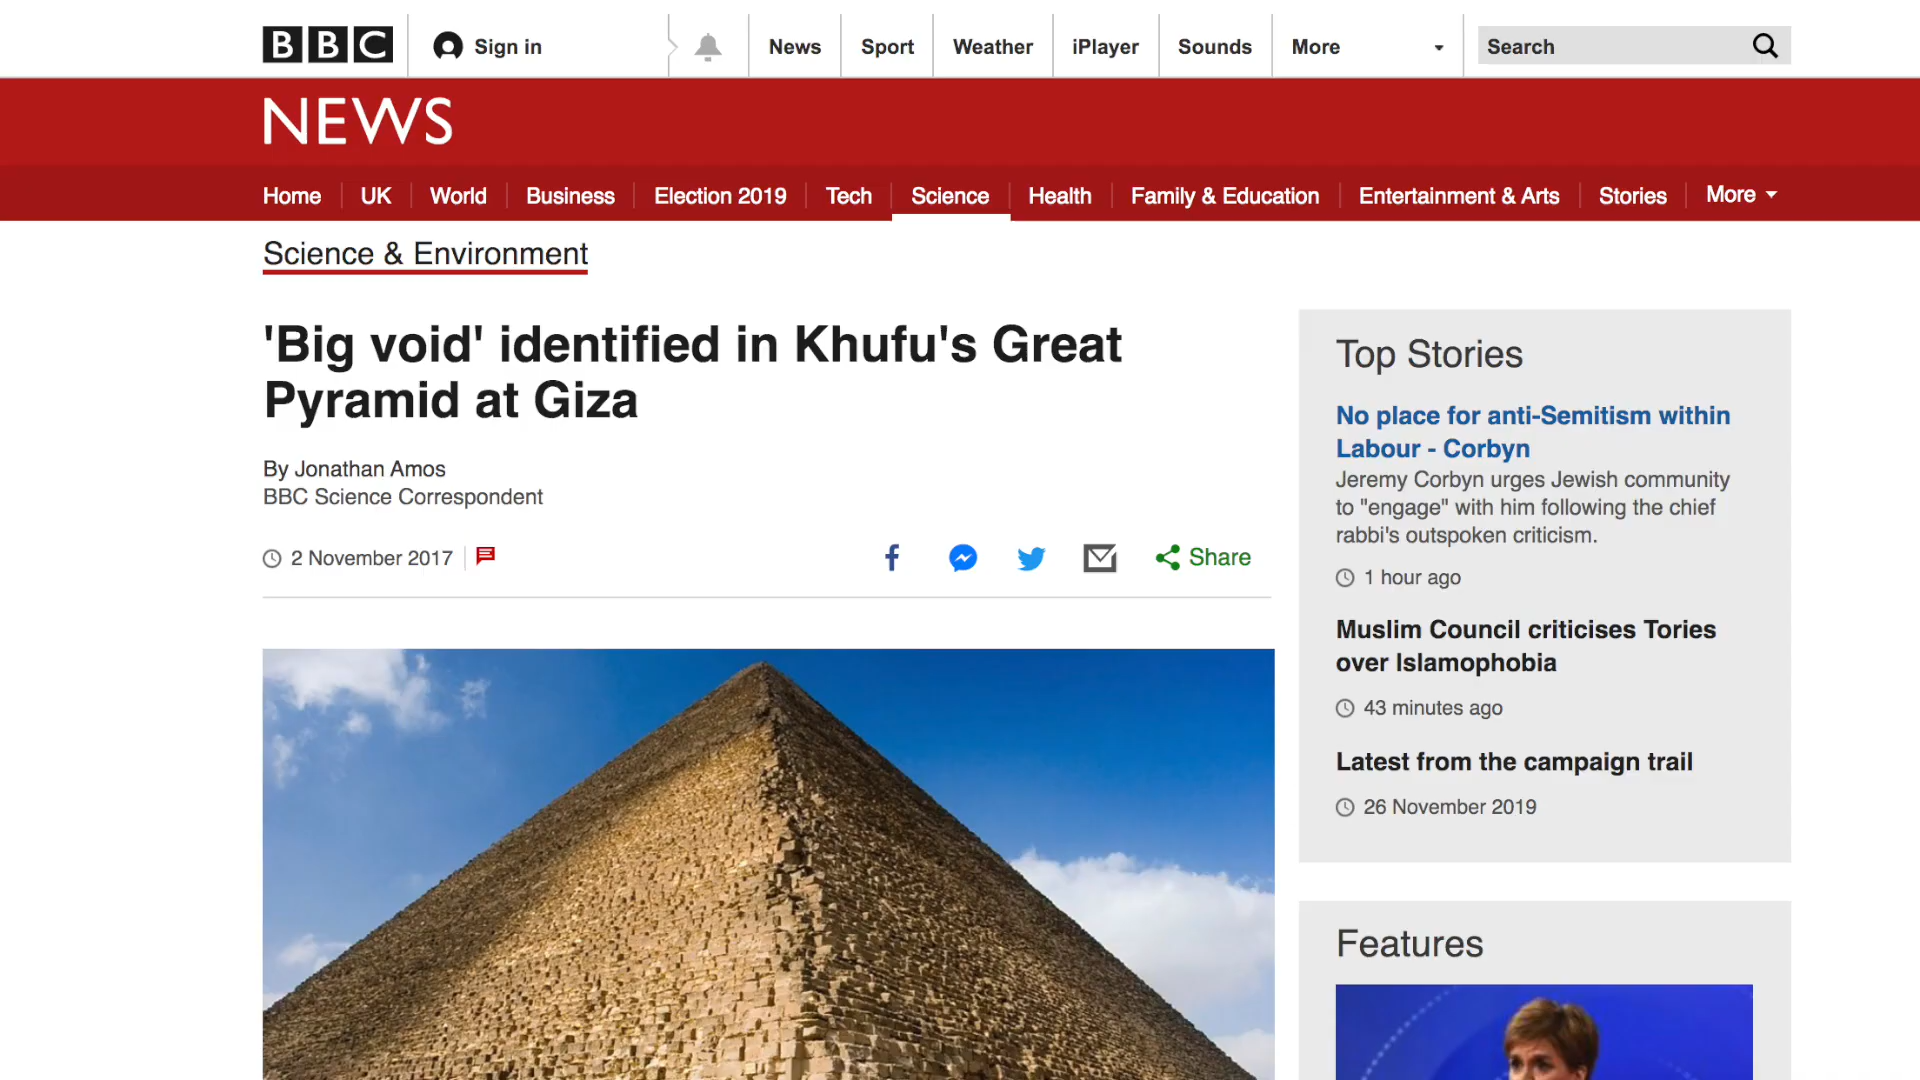 BBC
Sign in
News
Sport
Weather
iPlayer
Sounds
More
Search
NEWS
Home
UK
World
Business
Election 2019
Tech
Science
Health
Family & Education
Entertainment & Arts
Stories
More
Science & Environment
'Big void' identified in Khufu's Great
Pyramid at Giza
By Jonathan Amos
BBC Science Correspondent
2 November 2017
Share
Top Stories
No place for anti-Semitism within
Labour - Corbyn
Jeremy Corbyn urges Jewish community
to "engage" with him following the chief
rabbi's outspoken criticism.
1 hour ago
Muslim Council criticises Tories
over Islamophobia
43 minutes ago
Latest from the campaign trail
26 November 2019
Features